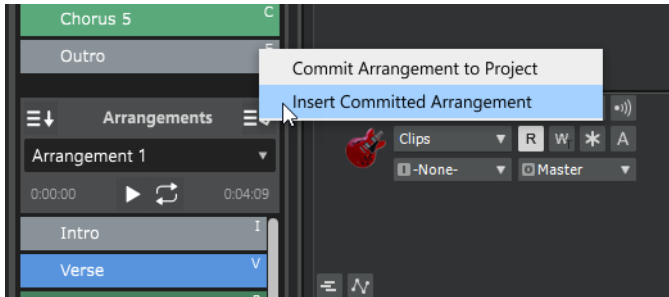 Chorus 5 C
Outro
Commit Arrangement to Project
Insert Committed Arrangement
Arrangements
Clips R W A
Arrangement 1
I -None- O Master
0:00:00 0:04:09
Intro I
Verse V